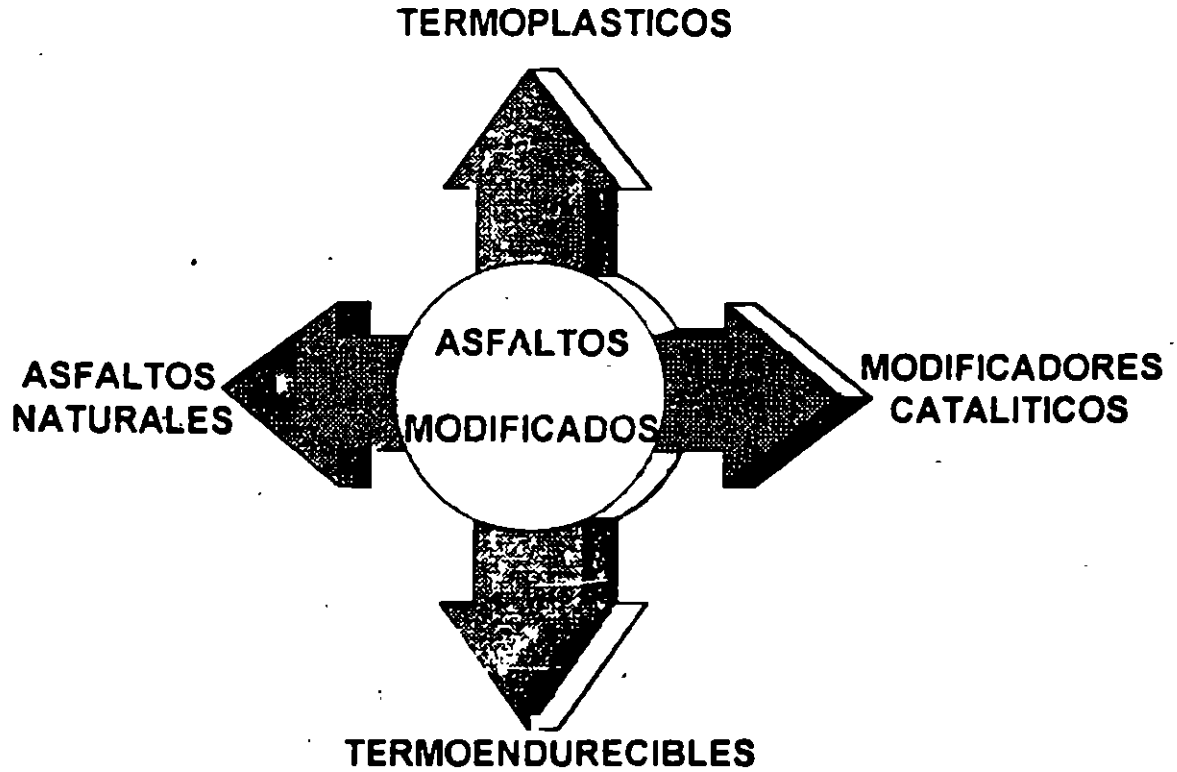 TERMOPLASTICOS
ASFALTOS
MODIFICADOS
ASFALTOS
NATURALES
MODIFICADORES
CATALITICOS
TERMOENDURECIBLES